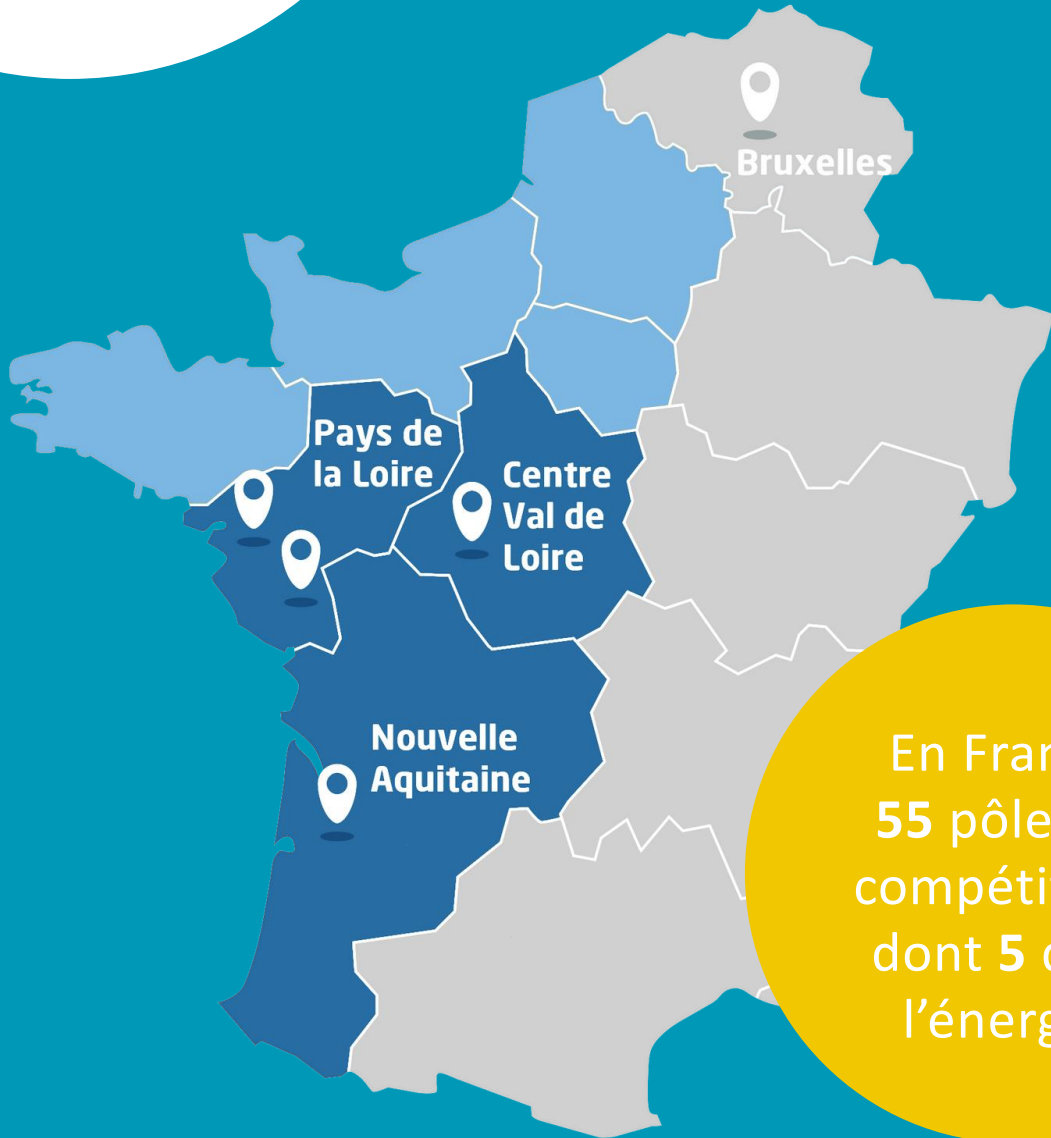 Bruxelles
Pays de
la Loire
Centre
Val de
Loire
Nouvelle
Aquitaine
En Fran
55 pôle
compéti
dont 5
l’énerg